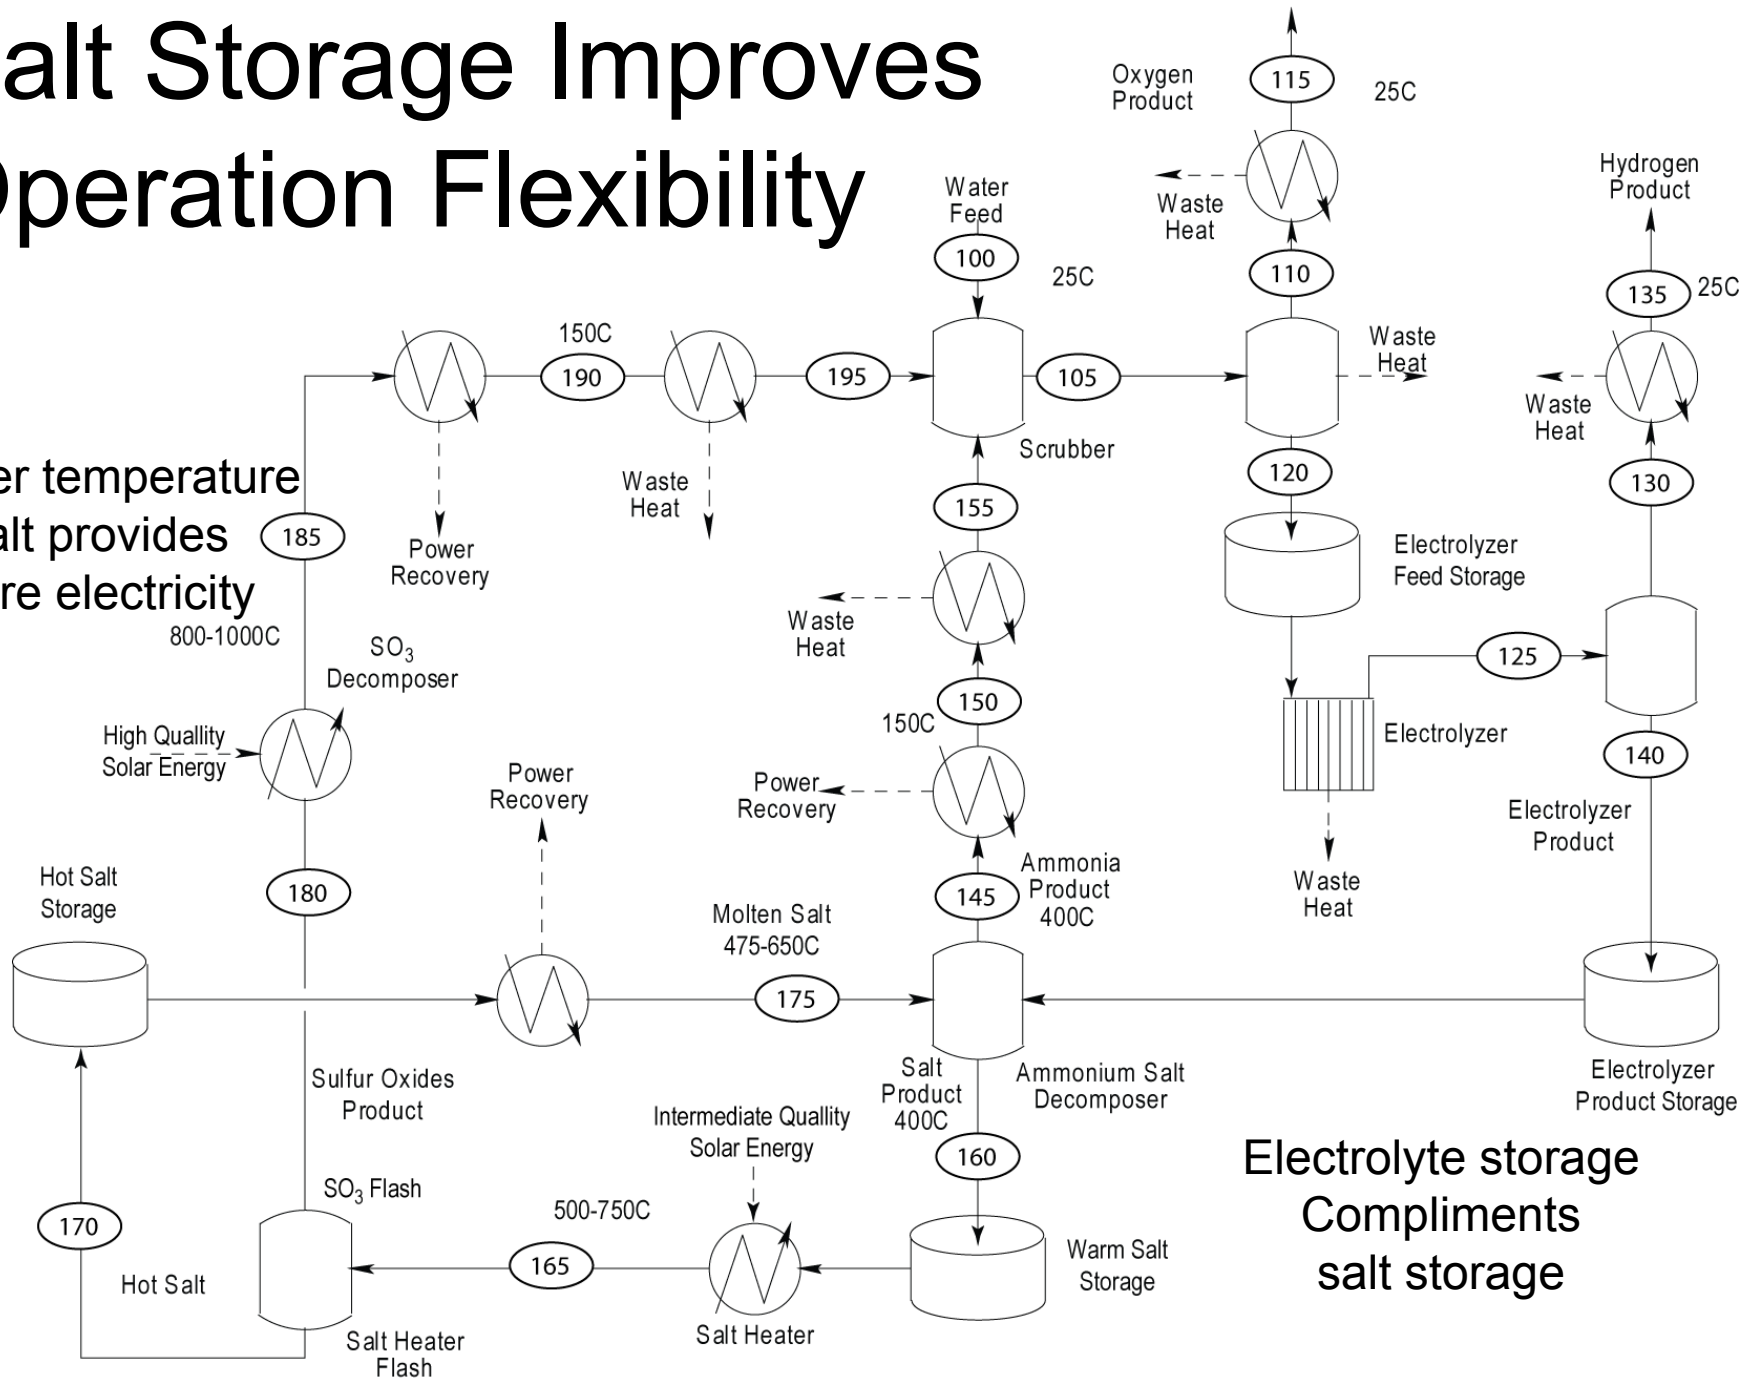 alt Storage Improves
Operation Flexibility
Oxygen
Product
115
25C
Waste
Heat
Hydrogen
Product
Water
Feed
100
25C
110
135
25C
150C
190
195
105
Waste
Heat
Waste
Heat
Scrubber
er temperature
alt provides
re electricity
185
Power
Recovery
Waste
Heat
155
120
130
Electrolyzer
Feed Storage
800-1000C
SO3
Decomposer
Waste
Heat
125
High Quallity
Solar Energy
150
150C
Electrolyzer
140
Power
Recovery
Power
Recovery
Electrolyzer
Product
Hot Salt
Storage
180
Molten Salt
475-650C
145
Ammonia
Product
400C
Waste
Heat
175
Sulfur Oxides
Product
Salt
Product
400C
Ammonium Salt
Decomposer
Electrolyzer
Product Storage
Intermediate Quallity
Solar Energy
160
Electrolyte storage
Compliments
salt storage
SO3 Flash
170
500-750C
165
Warm Salt
Storage
Hot Salt
Salt Heater
Salt Heater
Flash